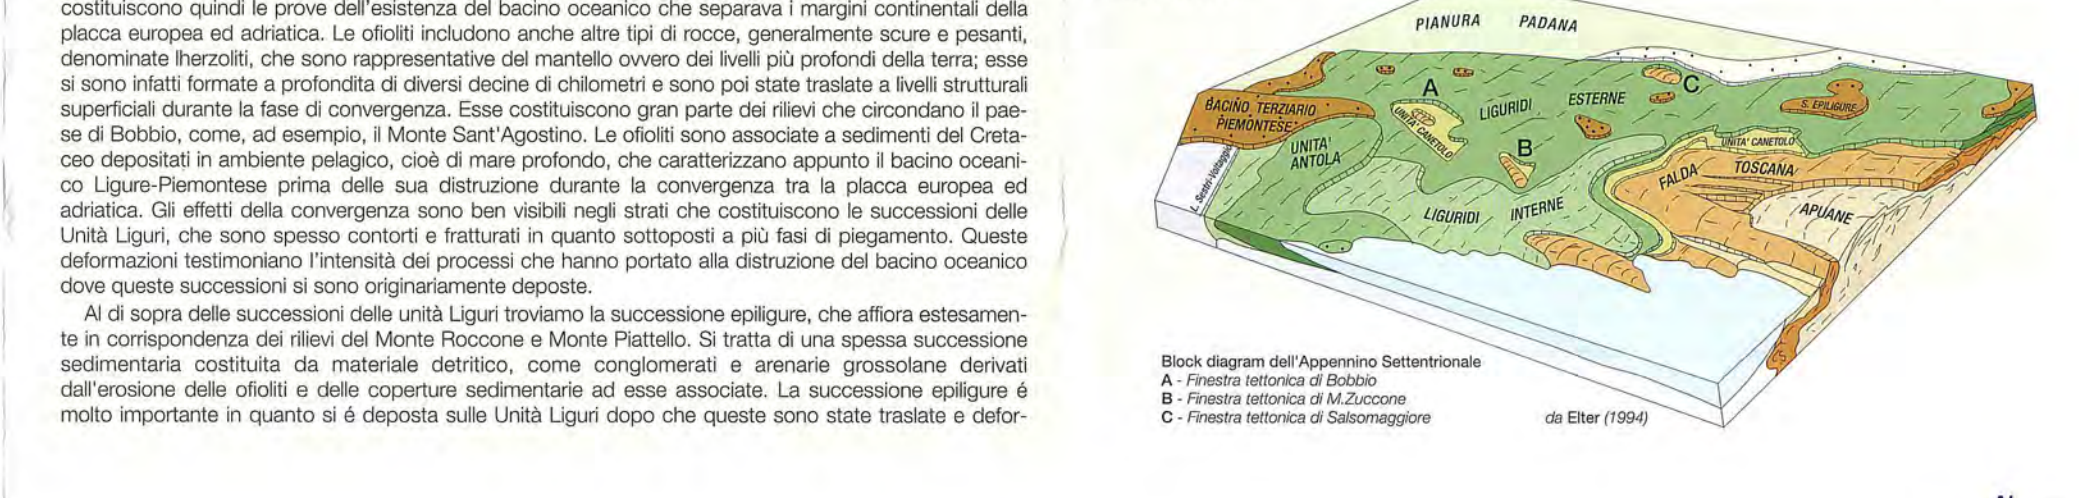 costituiscono quindi le prove dell'esistenza del bacino oceanico che separava i margini continentali della
placca europea ed adriatica. Le ofioliti includono anche altre tipi di rocce, generalmente scure e pesanti,
denominate lherzoliti, che sono rappresentative del mantello ovvero dei livelli più profondi della terra; esse
si sono infatti formate a profondita di diversi decine di chilometri e sono poi state traslate a livelli strutturali
superficiali durante la fase di convergenza. Esse costituiscono gran parte dei rilievi che circondano il pae-
se di Bobbio, come, ad esempio, il Monte Sant'Agostino. Le ofioliti sono associate a sedimenti del Creta-
ceo depositati in ambiente pelagico, cioè di mare profondo, che caratterizzano appunto il bacino oceani-
co Ligure-Piemontese prima delle sua distruzione durante la convergenza tra la placca europea ed
adriatica. Gli effetti della convergenza sono ben visibili negli strati che costituiscono le successioni delle
Unità Liguri, che sono spesso contorti e fratturati in quanto sottoposti a più fasi di piegamento. Queste
deformazioni testimoniano l'intensità dei processi che hanno portato alla distruzione del bacino oceanico
dove queste successioni si sono originariamente deposte.
Al di sopra delle successioni delle unità Liguri troviamo la successione epiligure, che affiora estesamen-
te in corrispondenza dei rilievi del Monte Roccone e Monte Piattello. Si tratta di una spessa successione
sedimentaria costituita da materiale detritico, come conglomerati e arenarie grossolane derivati
dall'erosione delle ofioliti e delle coperture sedimentarie ad esse associate. La successione epiligure é
molto importante in quanto si é deposta sulle Unità Liguri dopo che queste sono state traslate e defor-
PIANURA PADANA
BACINO TERZIARIO
PIEMONTESE
L. Sestri-Voltaggio
UNITA'
ANTOLA
A
UNITA' CANETOLO
LIGURIDI ESTERNE
B
C
S. EPILIGURE
UNITA' CANETOLO
FALDA TOSCANA
APUANE
LIGURIDI INTERNE
Block diagram dell'Appennino Settentrionale
A - Finestra tettonica di Bobbio
B - Finestra tettonica di M.Zuccone
C - Finestra tettonica di Salsomaggiore
da Elter (1994)